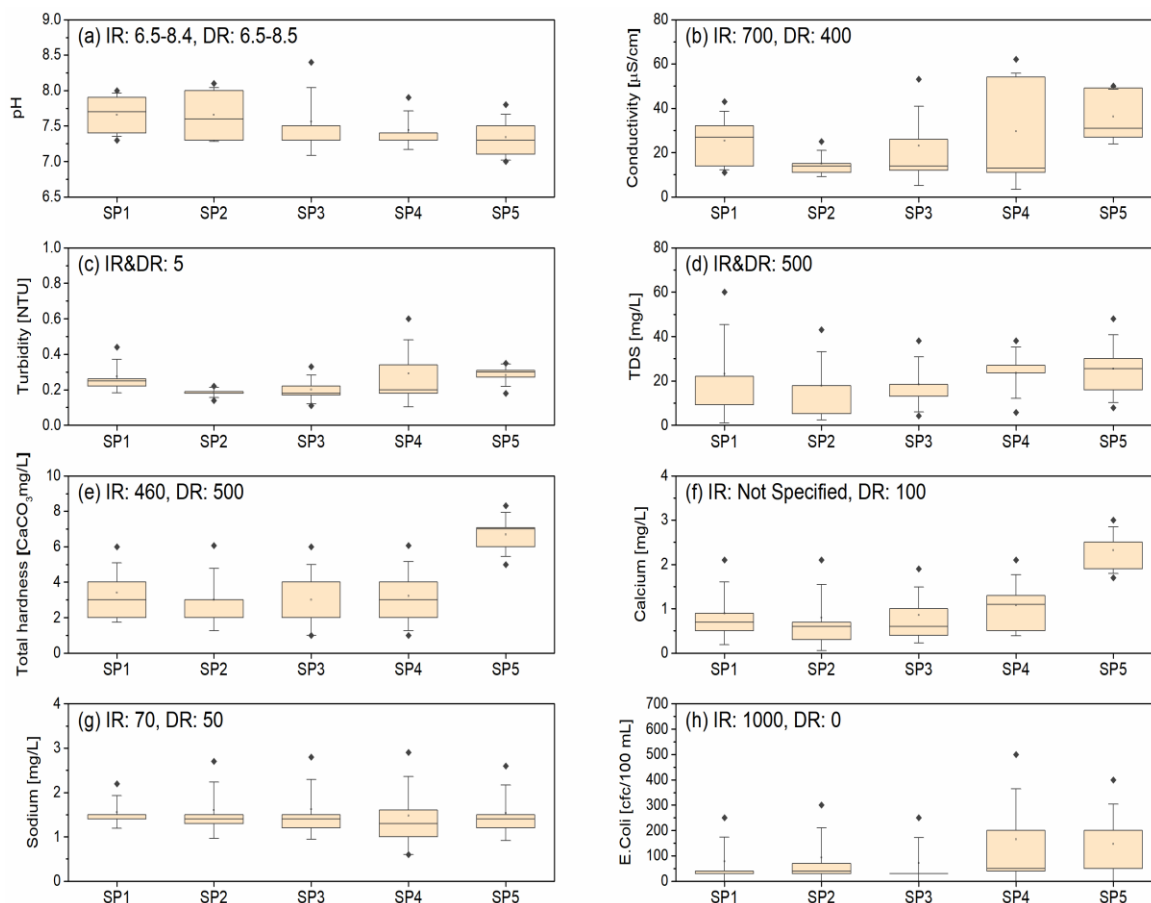 (a) IR: 6.5-8.4, DR: 6.5-8.5
pH
9.0
8.5
8.0
7.5
7.0
6.5
SP1 SP2 SP3 SP4 SP5
(b) IR: 700, DR: 400
Conductivity [μS/cm]
80
60
40
20
0
SP1 SP2 SP3 SP4 SP5
(c) IR&DR: 5
Turbidity [NTU]
1.0
0.8
0.6
0.4
0.2
0.0
SP1 SP2 SP3 SP4 SP5
(d) IR&DR: 500
TDS [mg/L]
80
60
40
20
0
SP1 SP2 SP3 SP4 SP5
(e) IR: 460, DR: 500
Total hardness [CaCO₃mg/L]
10
8
6
4
2
0
SP1 SP2 SP3 SP4 SP5
(f) IR: Not Specified, DR: 100
Calcium [mg/L]
4
3
2
1
0
SP1 SP2 SP3 SP4 SP5
(g) IR: 70, DR: 50
Sodium [mg/L]
4
3
2
1
0
SP1 SP2 SP3 SP4 SP5
(h) IR: 1000, DR: 0
E.Coli [cfc/100 mL]
700
600
500
400
300
200
100
0
SP1 SP2 SP3 SP4 SP5